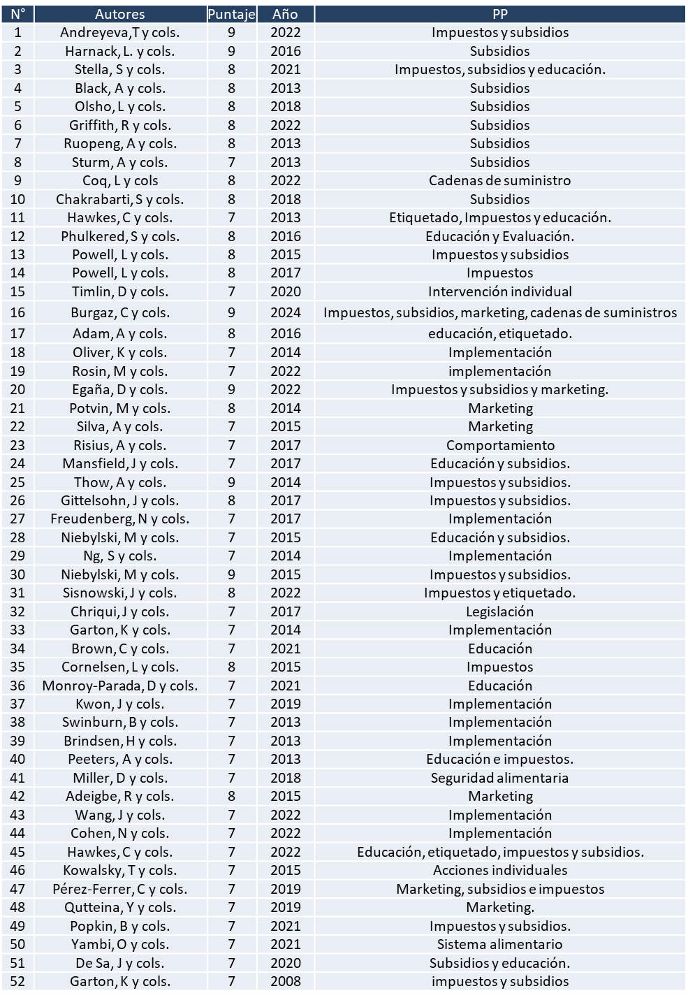 N° Autores Puntaje Año PP
1 Andreyeva,T y cols. 9 2022 Impuestos y subsidios
2 Harnack, L. y cols. 9 2016 Subsidios
3 Stella, S y cols. 8 2021 Impuestos, subsidios y educación.
4 Black, A y cols. 8 2013 Subsidios
5 Olsho, L y cols. 8 2018 Subsidios
6 Griffith, R y cols. 8 2022 Subsidios
7 Ruopeng, A y cols. 8 2013 Subsidios
8 Sturm, A y cols. 7 2013 Subsidios
9 Coq, L y cols 8 2022 Cadenas de suministro
10 Chakrabarti, S y cols. 8 2018 Subsidios
11 Hawkes, C y cols. 7 2013 Etiquetado, Impuestos y educación.
12 Phulkered, S y cols. 8 2016 Educación y Evaluación.
13 Powell, L y cols. 8 2015 Impuestos y subsidios
14 Powell, L y cols. 8 2017 Impuestos
15 Timlin, D y cols. 7 2020 Intervención individual
16 Burgaz, C y cols. 9 2024 Impuestos, subsidios, marketing, cadenas de suministros
17 Adam, A y cols. 8 2016 educación, etiquetado.
18 Oliver, K y cols. 7 2014 Implementación
19 Rosin, M y cols. 7 2022 implementación
20 Egaña, D y cols. 9 2022 Impuestos y subsidios y marketing.
21 Potvin, M y cols. 8 2014 Marketing
22 Silva, A y cols. 7 2015 Marketing
23 Risius, A y cols. 7 2017 Comportamiento
24 Mansfield, J y cols. 7 2017 Educación y subsidios.
25 Thow, A y cols. 9 2014 Impuestos y subsidios.
26 Gittelsohn, J y cols. 8 2017 Impuestos y subsidios.
27 Freudenberg, N y cols. 7 2017 Implementación
28 Niebylski, M y cols. 7 2015 Educación y subsidios.
29 Ng, S y cols. 7 2014 Implementación
30 Niebylski, M y cols. 9 2015 Impuestos y subsidios.
31 Sisnowski, J y cols. 8 2022 Impuestos y etiquetado.
32 Chriqui, J y cols. 7 2017 Legislación
33 Garton, K y cols. 7 2014 Implementación
34 Brown, C y cols. 7 2021 Educación
35 Cornelsen, L y cols. 8 2015 Impuestos
36 Monroy-Parada, D y cols. 7 2021 Educación
37 Kwon, J y cols. 7 2019 Implementación
38 Swinburn, B y cols. 7 2013 Implementación
39 Brindsen, H y cols. 7 2013 Implementación
40 Peeters, A y cols. 7 2013 Educación e impuestos.
41 Miller, D y cols. 7 2018 Seguridad alimentaria
42 Adeigbe, R y cols. 8 2015 Marketing
43 Wang, J y cols. 7 2022 Implementación
44 Cohen, N y cols. 7 2022 Implementación
45 Hawkes, C y cols. 7 2022 Educación, etiquetado, impuestos y subsidios.
46 Kowalsky, T y cols. 7 2015 Acciones individuales
47 Pérez-Ferrer, C y cols. 7 2019 Marketing, subsidios e impuestos
48 Qutteina, Y y cols. 7 2019 Marketing.
49 Popkin, B y cols. 7 2021 Impuestos y subsidios.
50 Yambi, O y cols. 7 2021 Sistema alimentario
51 De Sa, J y cols. 7 2020 Subsidios y educación.
52 Garton, K y cols. 7 2008 impuestos y subsidios